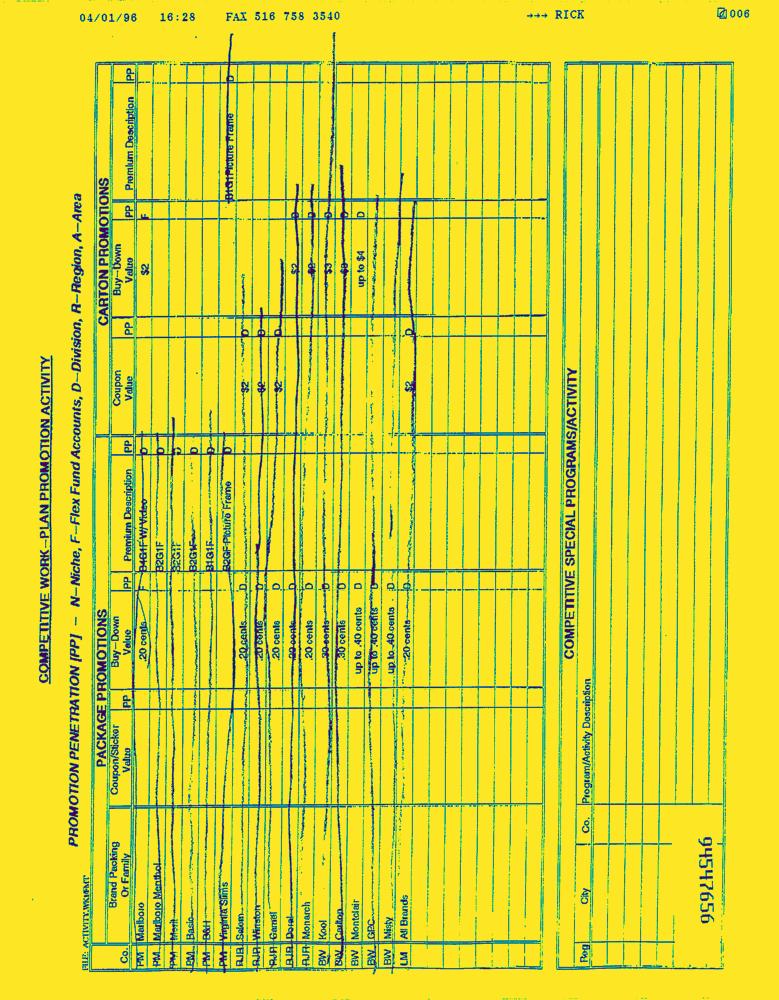 04/01/96 16:28 FAX 516 758 3540 →→→ RICK 006
COMPETITIVE WORK-PLAN PROMOTION ACTIVITY
PROMOTION PENETRATION [PP] - N-Niche, F-Flex Fund Accounts, D-Division, R-Region, A-Area
FILE: ACTIVITY.WK4\FMT
PACKAGE PROMOTIONS CARTON PROMOTIONS
Co. Brand Packing Or Family Coupon/Sticker Value PP Buy-Down Value PP Premium Description PP Coupon Value PP Buy-Down Value PP Premium Description PP
PM Marlboro .20 cents F B4G1F W/Video D $2 F
PM Marlboro Menthol B2G1F D
PM Merit B2G1F D
PM Basic B2G1F D
PM B&H B1G1F D
PM Virginia Slims B2GF Picture Frame D B1G1Picture Frame D
RJR Salem .20 cents D $2 D
RJR Winston .20 cents D $2 D
RJR Camel .20 cents D $2 D
RJR Doral .20 cents D $2 D
RJR Monarch .20 cents D $2 D
BW Kool .30 cents D $3 D
BW Carlton .30 cents D $3 D
BW Montclair up to .40 cents D up to $4 D
BW GPC up to .40 cents D
BW Misty up to .40 cents D
LM All Brands .20 cents D $2 D
COMPETITIVE SPECIAL PROGRAMS/ACTIVITY
Reg City Co. Program/Activity Description
94547656